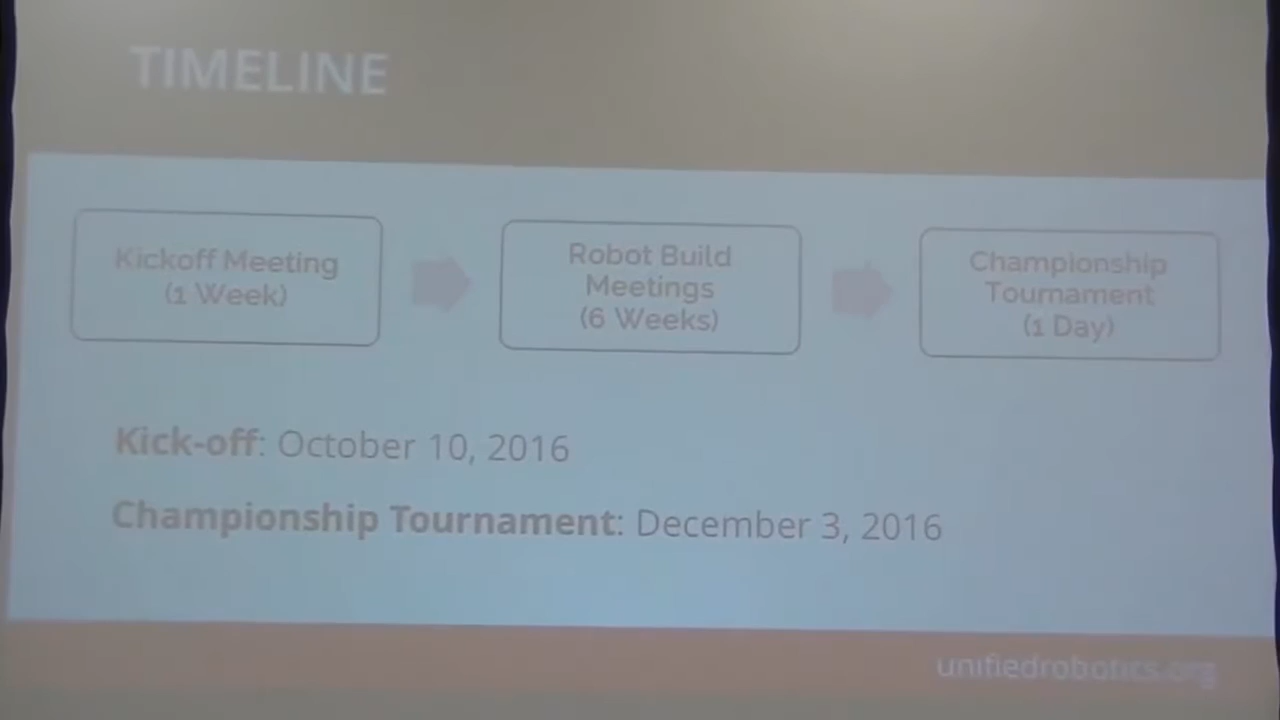 TIMELINE
Kickoff Meeting
(1 Week)
Robot Build
Meetings
(6 Weeks)
Championship
Tournament
(1 Day)
Kick-off: October 10, 2016
Championship Tournament: December 3, 2016
unifiedrobotics.org